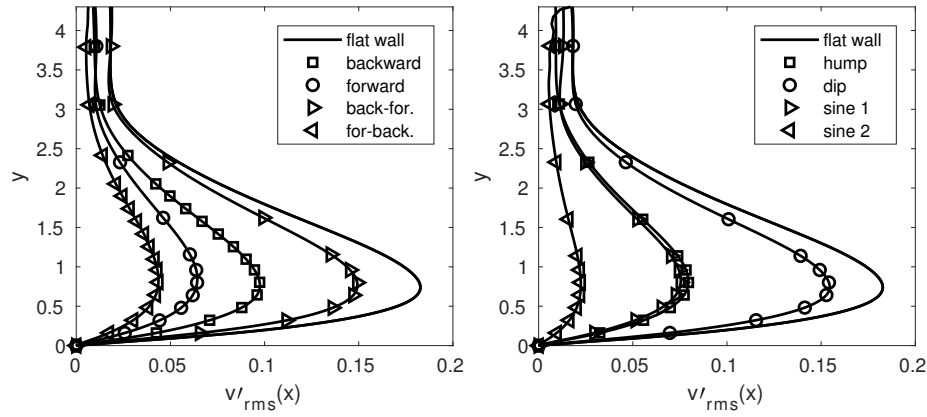 4
3.5
3
2.5
2
1.5
1
0.5
0
y
0
0.05
0.1
0.15
0.2
v′rms(x)
flat wall
backward
forward
back-for.
for-back.
4
3.5
3
2.5
2
1.5
1
0.5
0
y
0
0.05
0.1
0.15
0.2
v′rms(x)
flat wall
hump
dip
sine 1
sine 2